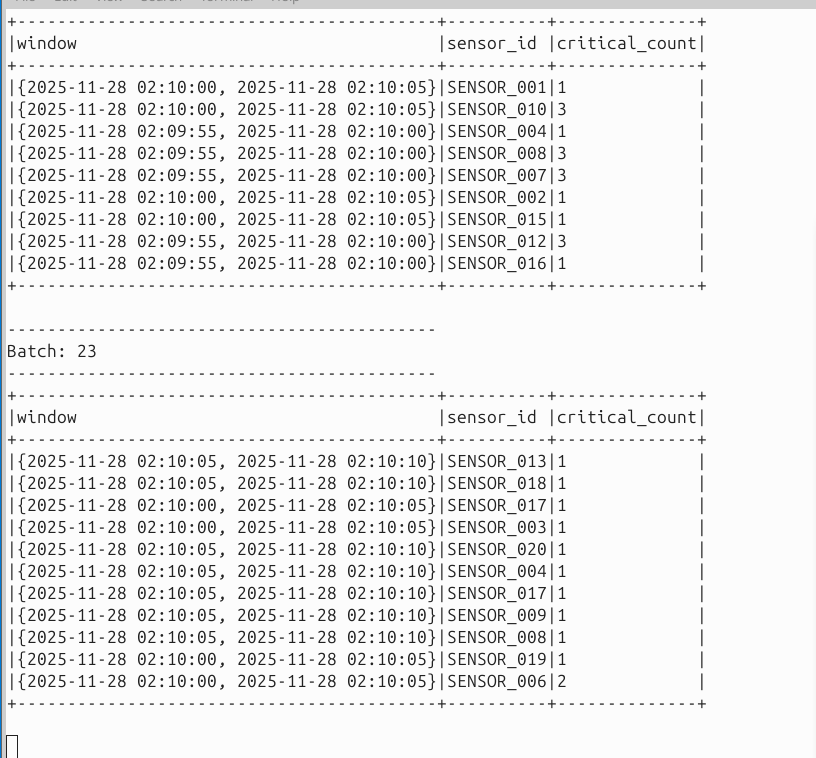 +------------------------------------------+----------+--------------+
|window                                    |sensor_id |critical_count|
+------------------------------------------+----------+--------------+
|{2025-11-28 02:10:00, 2025-11-28 02:10:05}|SENSOR_001|1             |
|{2025-11-28 02:10:00, 2025-11-28 02:10:05}|SENSOR_010|3             |
|{2025-11-28 02:09:55, 2025-11-28 02:10:00}|SENSOR_004|1             |
|{2025-11-28 02:09:55, 2025-11-28 02:10:00}|SENSOR_008|3             |
|{2025-11-28 02:09:55, 2025-11-28 02:10:00}|SENSOR_007|3             |
|{2025-11-28 02:10:00, 2025-11-28 02:10:05}|SENSOR_002|1             |
|{2025-11-28 02:10:00, 2025-11-28 02:10:05}|SENSOR_015|1             |
|{2025-11-28 02:09:55, 2025-11-28 02:10:00}|SENSOR_012|3             |
|{2025-11-28 02:09:55, 2025-11-28 02:10:00}|SENSOR_016|1             |
+------------------------------------------+----------+--------------+
-------------------------------------------
Batch: 23
-------------------------------------------
+------------------------------------------+----------+--------------+
|window                                    |sensor_id |critical_count|
+------------------------------------------+----------+--------------+
|{2025-11-28 02:10:05, 2025-11-28 02:10:10}|SENSOR_013|1             |
|{2025-11-28 02:10:05, 2025-11-28 02:10:10}|SENSOR_018|1             |
|{2025-11-28 02:10:00, 2025-11-28 02:10:05}|SENSOR_017|1             |
|{2025-11-28 02:10:00, 2025-11-28 02:10:05}|SENSOR_003|1             |
|{2025-11-28 02:10:05, 2025-11-28 02:10:10}|SENSOR_020|1             |
|{2025-11-28 02:10:05, 2025-11-28 02:10:10}|SENSOR_004|1             |
|{2025-11-28 02:10:05, 2025-11-28 02:10:10}|SENSOR_017|1             |
|{2025-11-28 02:10:05, 2025-11-28 02:10:10}|SENSOR_009|1             |
|{2025-11-28 02:10:05, 2025-11-28 02:10:10}|SENSOR_008|1             |
|{2025-11-28 02:10:00, 2025-11-28 02:10:05}|SENSOR_019|1             |
|{2025-11-28 02:10:00, 2025-11-28 02:10:05}|SENSOR_006|2             |
+------------------------------------------+----------+--------------+